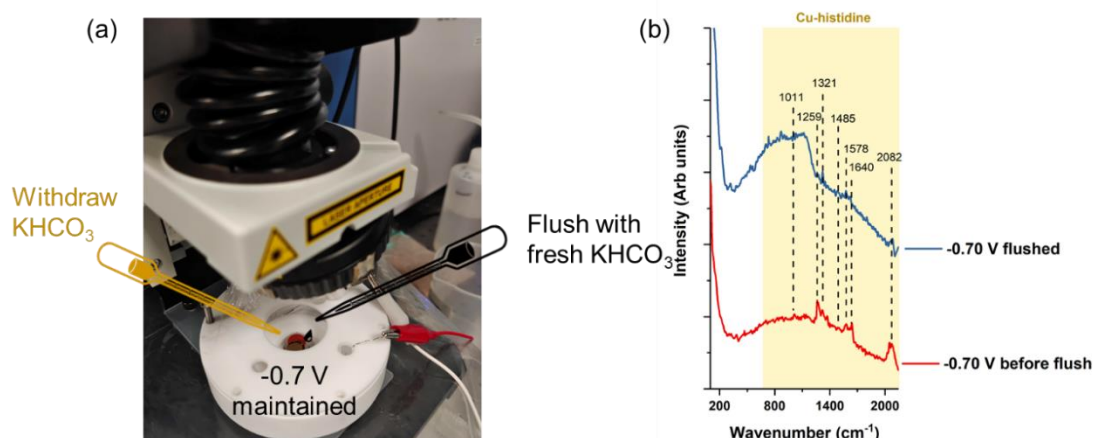 (a)
Withdraw
KHCO₃
LASER APERTURE
Flush with
fresh KHCO₃
-0.7 V
maintained
(b)
Cu-histidine
1321
1011
1259
1485
1578
2082
1640
Intensity (Arb units)
-0.70 V flushed
-0.70 V before flush
200 800 1400 2000
Wavenumber (cm⁻¹)